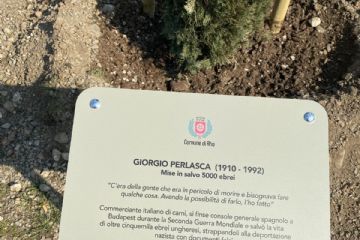 Comune di Rho
GIORGIO PERLASCA (1910 - 1992)
Mise in salvo 5000 ebrei
"C'era della gente che era in pericolo di morire e bisognava fare
qualche cosa. Avendo la possibilità di farlo, l'ho fatto"
Commerciante italiano di carni, si finse console generale spagnolo a
Budapest durante la Seconda Guerra Mondiale e salvò la vita
di oltre cinquemila ebrei ungheresi, strappandoli alla deportazione
nazista con documenti